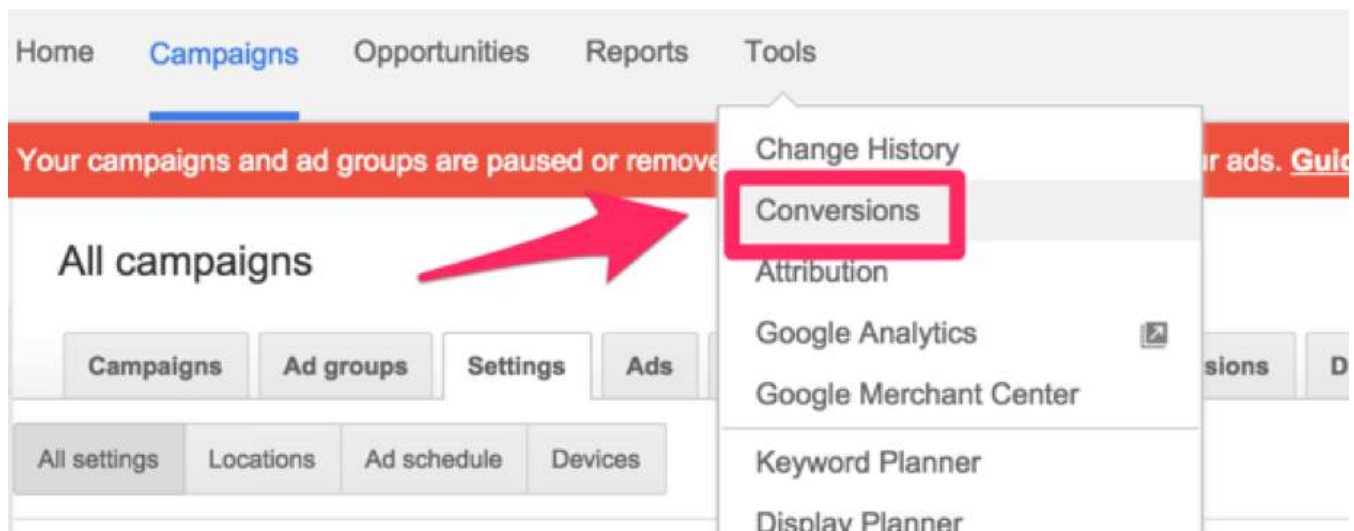 Home Campaigns Opportunities Reports Tools
Change History
Your campaigns and ad groups are paused or remove
r ads. Guid
Conversions
All campaigns
Attribution
Google Analytics
Campaigns Ad groups Settings Ads sions D
Google Merchant Center
All settings Locations Ad schedule Devices
Keyword Planner
Display Planner